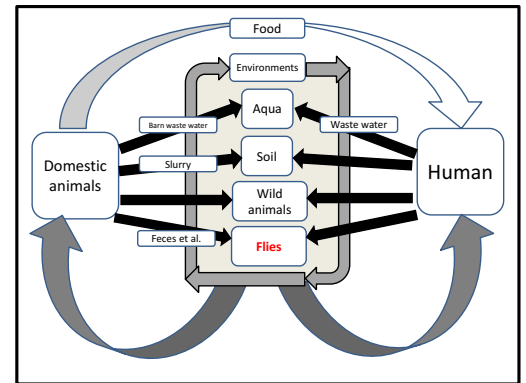 Food
Environments
Barn waste water
Aqua
Waste water
Domestic
animals
Slurry
Soil
Human
Wild
animals
Feces et al.
Flies